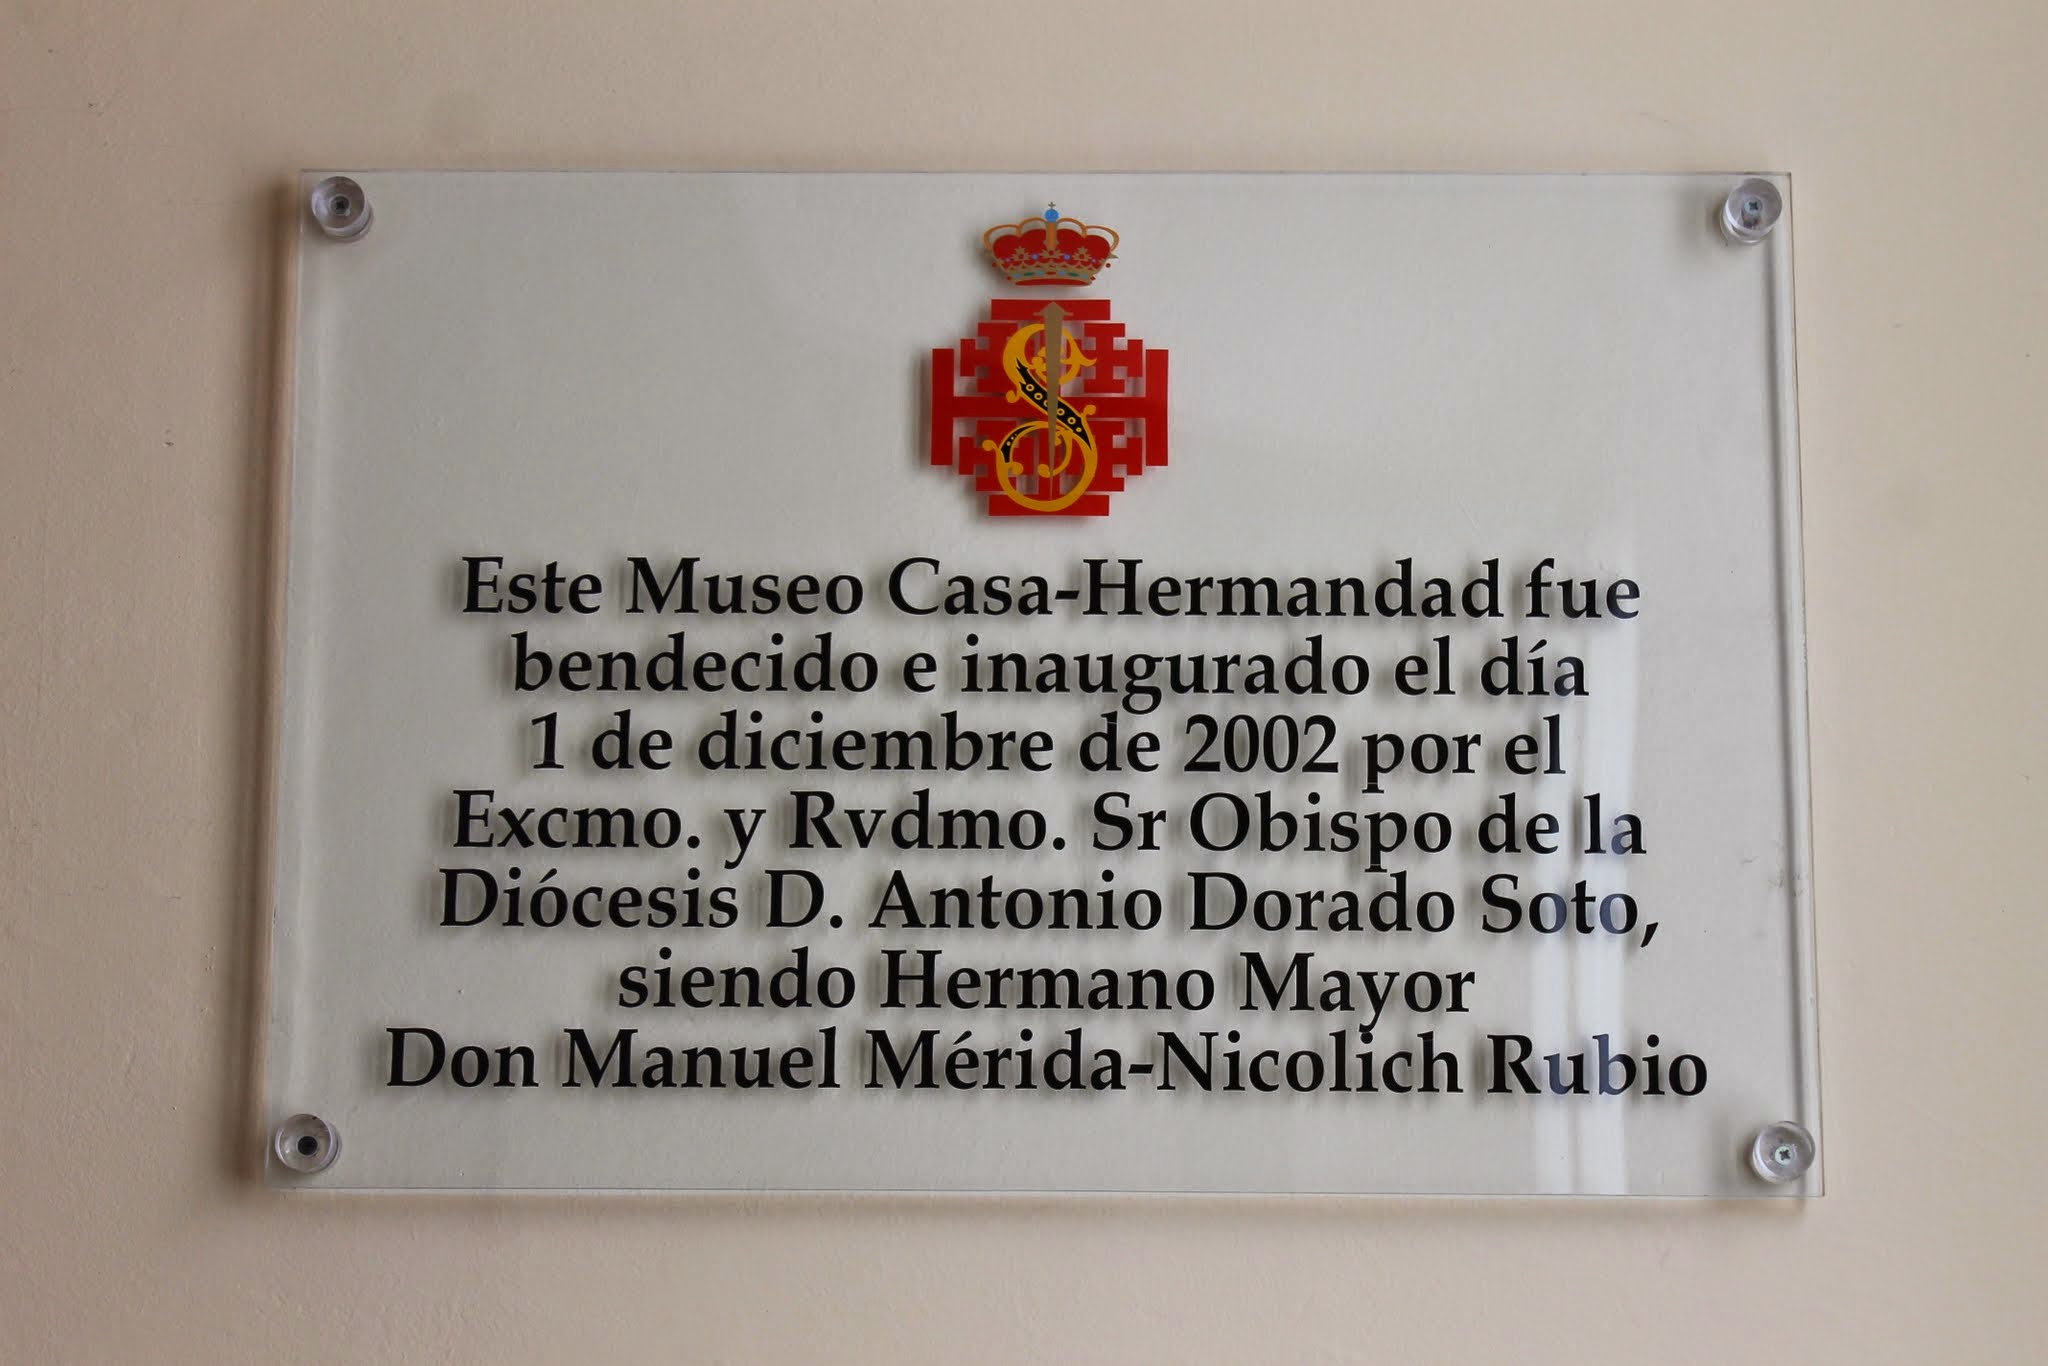 Este Museo Casa-Hermandad fue
bendecido e inaugurado el día
1 de diciembre de 2002 por el
Excmo. y Rvdmo. Sr Obispo de la
Diócesis D. Antonio Dorado Soto,
siendo Hermano Mayor
Don Manuel Mérida-Nicolich Rubio